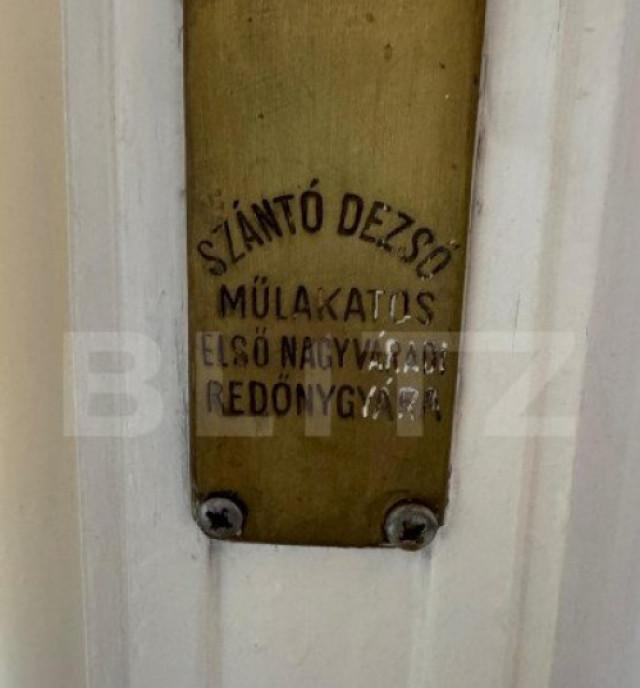 SZÁNTÓ DEZSŐ
MŰLAKATOS
ELSŐ NAGYVÁRADI
REDŐNYGYÁRA
BLITZ